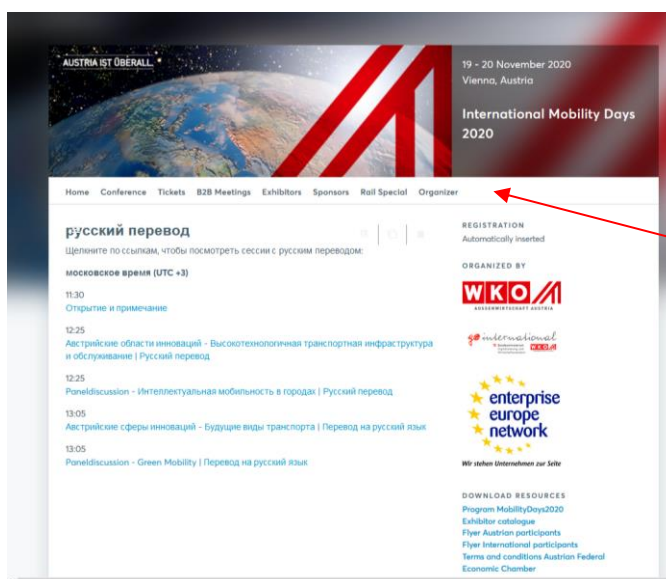 AUSTRIA IST ÜBERALL.
19 - 20 November 2020
Vienna, Austria
International Mobility Days
2020
Home Conference Tickets B2B Meetings Exhibitors Sponsors Rail Special Organizer
русский перевод
Щелкните по ссылкам, чтобы посмотреть сессии с русским переводом:
московское время (UTC +3)
11:30
Открытие и примечание
12:25
Австрийские области инноваций - Высокотехнологичная транспортная инфраструктура
и обслуживание | Русский перевод
12:25
Paneldiscussion - Интеллектуальная мобильность в городах | Русский перевод
13:05
Австрийские сферы инноваций - Будущие виды транспорта | Перевод на русский язык
13:05
Paneldiscussion - Green Mobility | Перевод на русский язык
REGISTRATION
Automatically inserted
ORGANIZED BY
WKO
AUSSENWIRTSCHAFT AUSTRIA
go international
WKO
enterprise
europe
network
Wir stehen Unternehmen zur Seite
DOWNLOAD RESOURCES
Program MobilityDays2020
Exhibitor catalogue
Flyer Austrian participants
Flyer International participants
Terms and conditions Austrian Federal
Economic Chamber